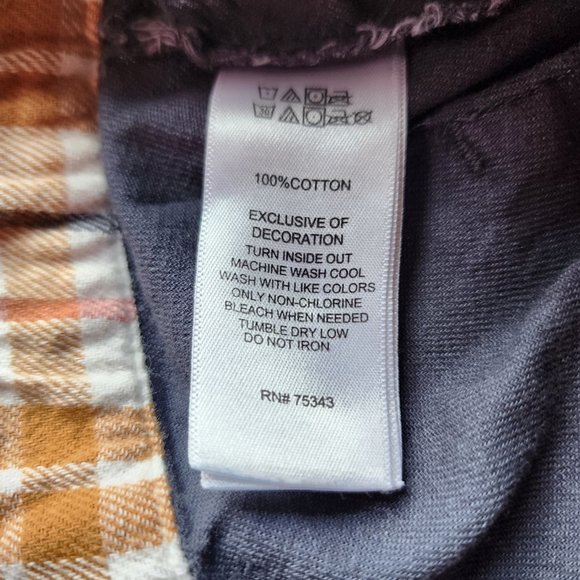 100%COTTON
EXCLUSIVE OF
DECORATION
TURN INSIDE OUT
MACHINE WASH COOL
WASH WITH LIKE COLORS
ONLY NON-CHLORINE
BLEACH WHEN NEEDED
TUMBLE DRY LOW
DO NOT IRON
RN# 75343